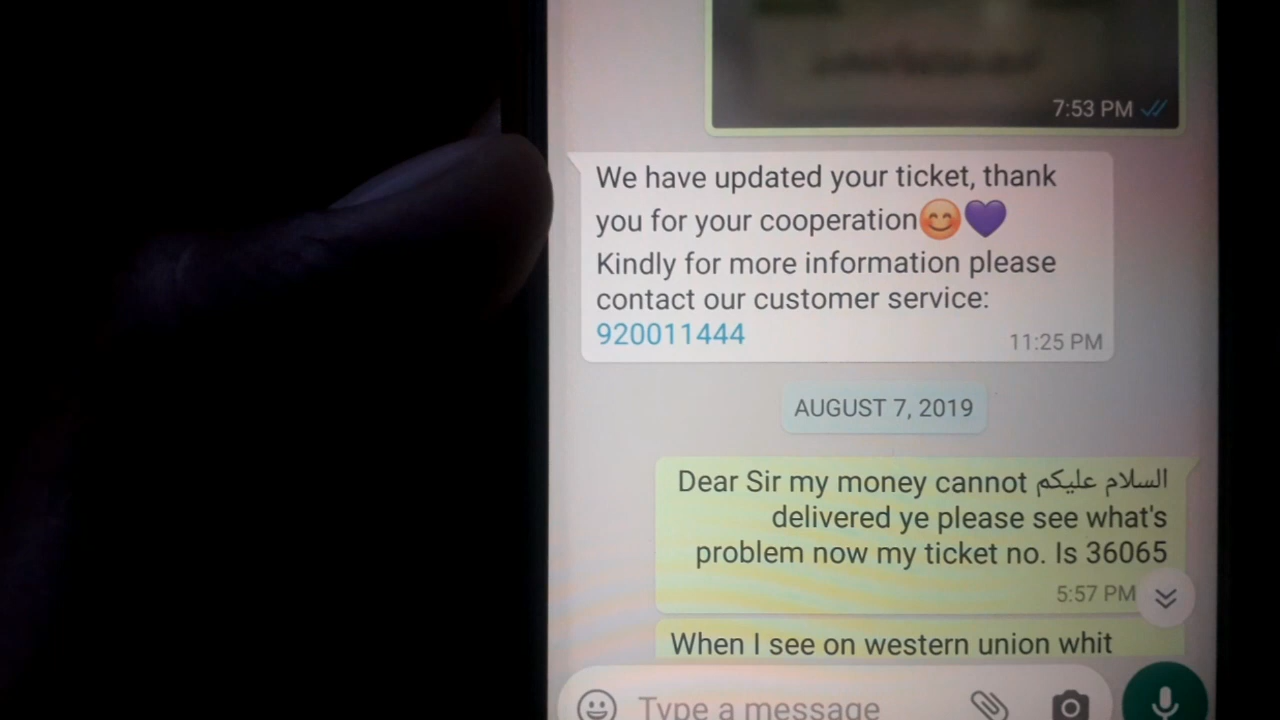 7:53 PM
We have updated your ticket, thank
you for your cooperation😊💜
Kindly for more information please
contact our customer service:
920011444
11:25 PM
AUGUST 7, 2019
Dear Sir my money cannot السلام عليكم
delivered ye please see what's
problem now my ticket no. Is 36065
5:57 PM
When I see on western union whit
Type a message